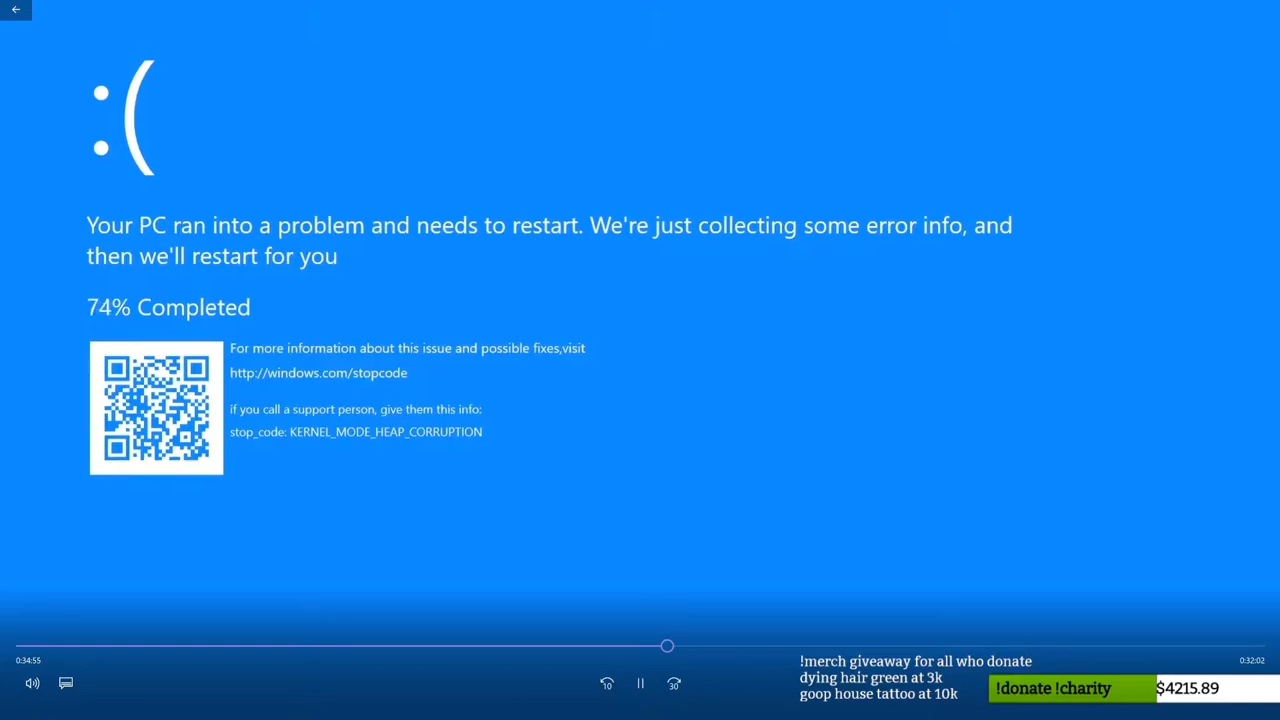 :(
Your PC ran into a problem and needs to restart. We're just collecting some error info, and
then we'll restart for you
74% Completed
For more information about this issue and possible fixes,visit
http://windows.com/stopcode
if you call a support person, give them this info:
stop_code: KERNEL_MODE_HEAP_CORRUPTION
0:34:55
0:32:02
10
30
!merch giveaway for all who donate
dying hair green at 3k
goop house tattoo at 10k
!donate !charity $4215.89